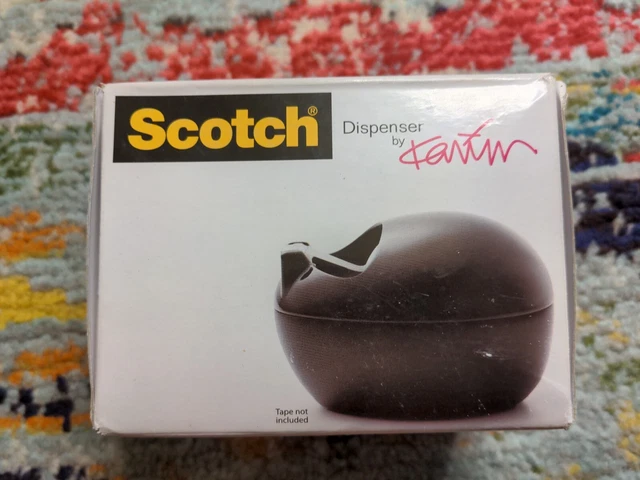 Scotch®
Dispenser
by Karim
Tape not
included